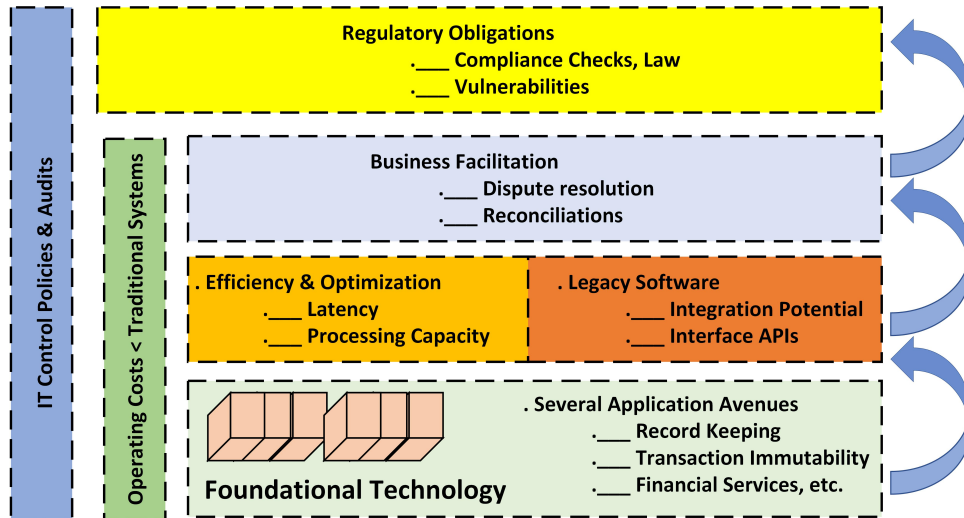 IT Control Policies & Audits
Operating Costs < Traditional Systems
Regulatory Obligations
.___ Compliance Checks, Law
.___ Vulnerabilities
Business Facilitation
.___ Dispute resolution
.___ Reconciliations
. Efficiency & Optimization
.___ Latency
.___ Processing Capacity
. Legacy Software
.___ Integration Potential
.___ Interface APIs
. Several Application Avenues
.___ Record Keeping
.___ Transaction Immutability
.___ Financial Services, etc.
Foundational Technology